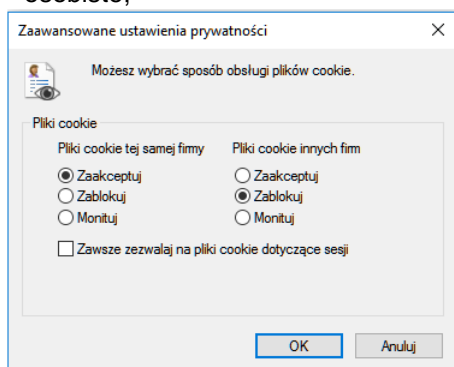 Zaawansowane ustawienia prywatności
Możesz wybrać sposób obsługi plików cookie.
Pliki cookie
Pliki cookie tej samej firmy Pliki cookie innych firm
Zaakceptuj Zaakceptuj
Zablokuj Zablokuj
Monituj Monituj
Zawsze zezwalaj na pliki cookie dotyczące sesji
OK Anuluj